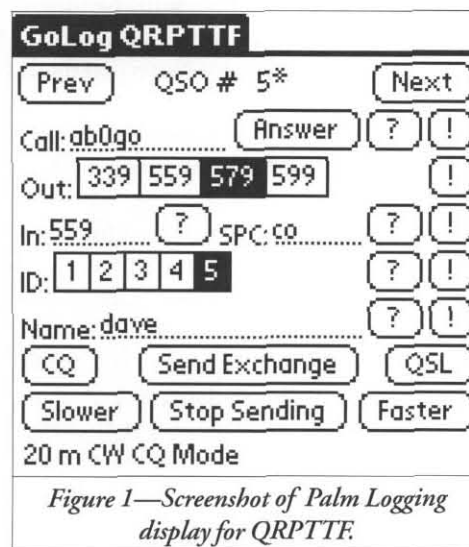 GoLog QRPTTF
Prev QSO # 5* Next
Call: ab0go Answer ? !
Out: 339 559 579 599 !
In: 559 ? SPC: co ? !
ID: 1 2 3 4 5 ? !
Name: dave ? !
CQ Send Exchange QSL
Slower Stop Sending Faster
20 m CW CQ Mode
Figure 1—Screenshot of Palm Logging
display for QRPTTF.